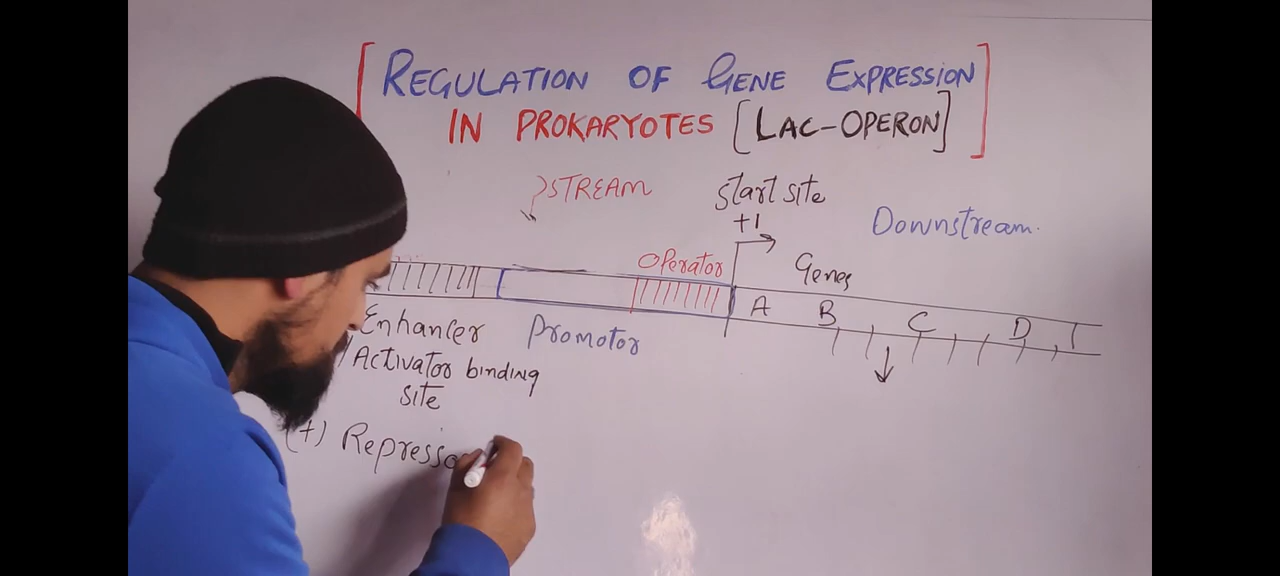 [REGULATION OF GENE EXPRESSION
IN PROKARYOTES [LAC-OPERON]]
STREAM
Start site
+1
Downstream.
Operator
Genes
A B C D
Enhancer
/Activator binding
site
Promotor
(+) Represso